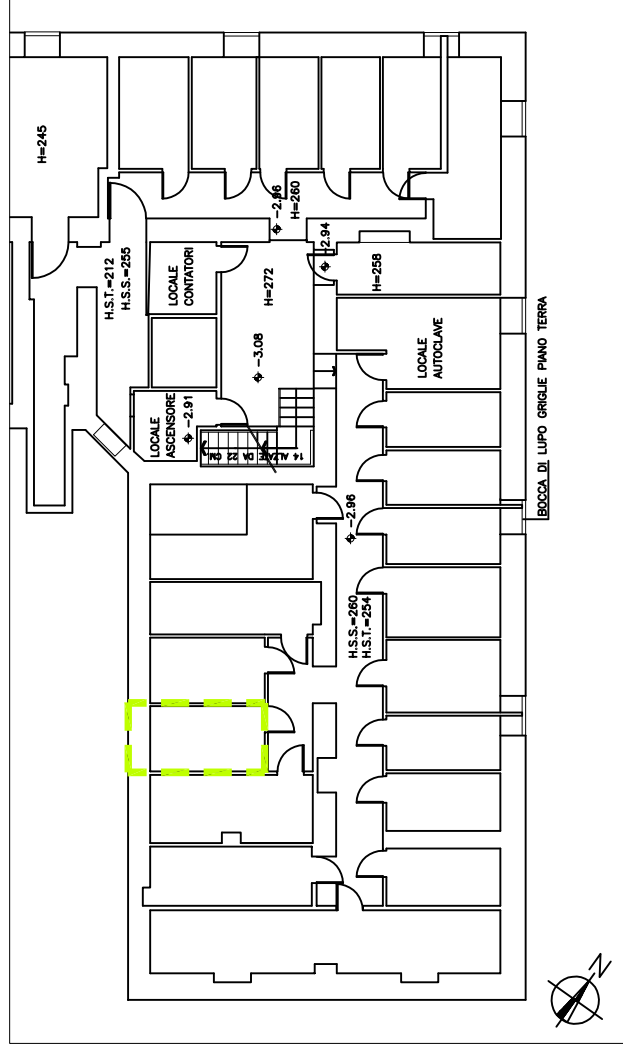 H=245
-2.96
H=260
2.94
H.S.T.=212
H.S.S.=255
LOCALE
CONTATORI
H=272
H=258
-3.08
LOCALE
AUTOCLAVE
LOCALE
ASCENSORE
-2.91
14 ALZATE DA 22 CM
BOCCA DI LUPO GRIGLIE PIANO TERRA
-2.96
H.S.S.=260
H.S.T.=254
N